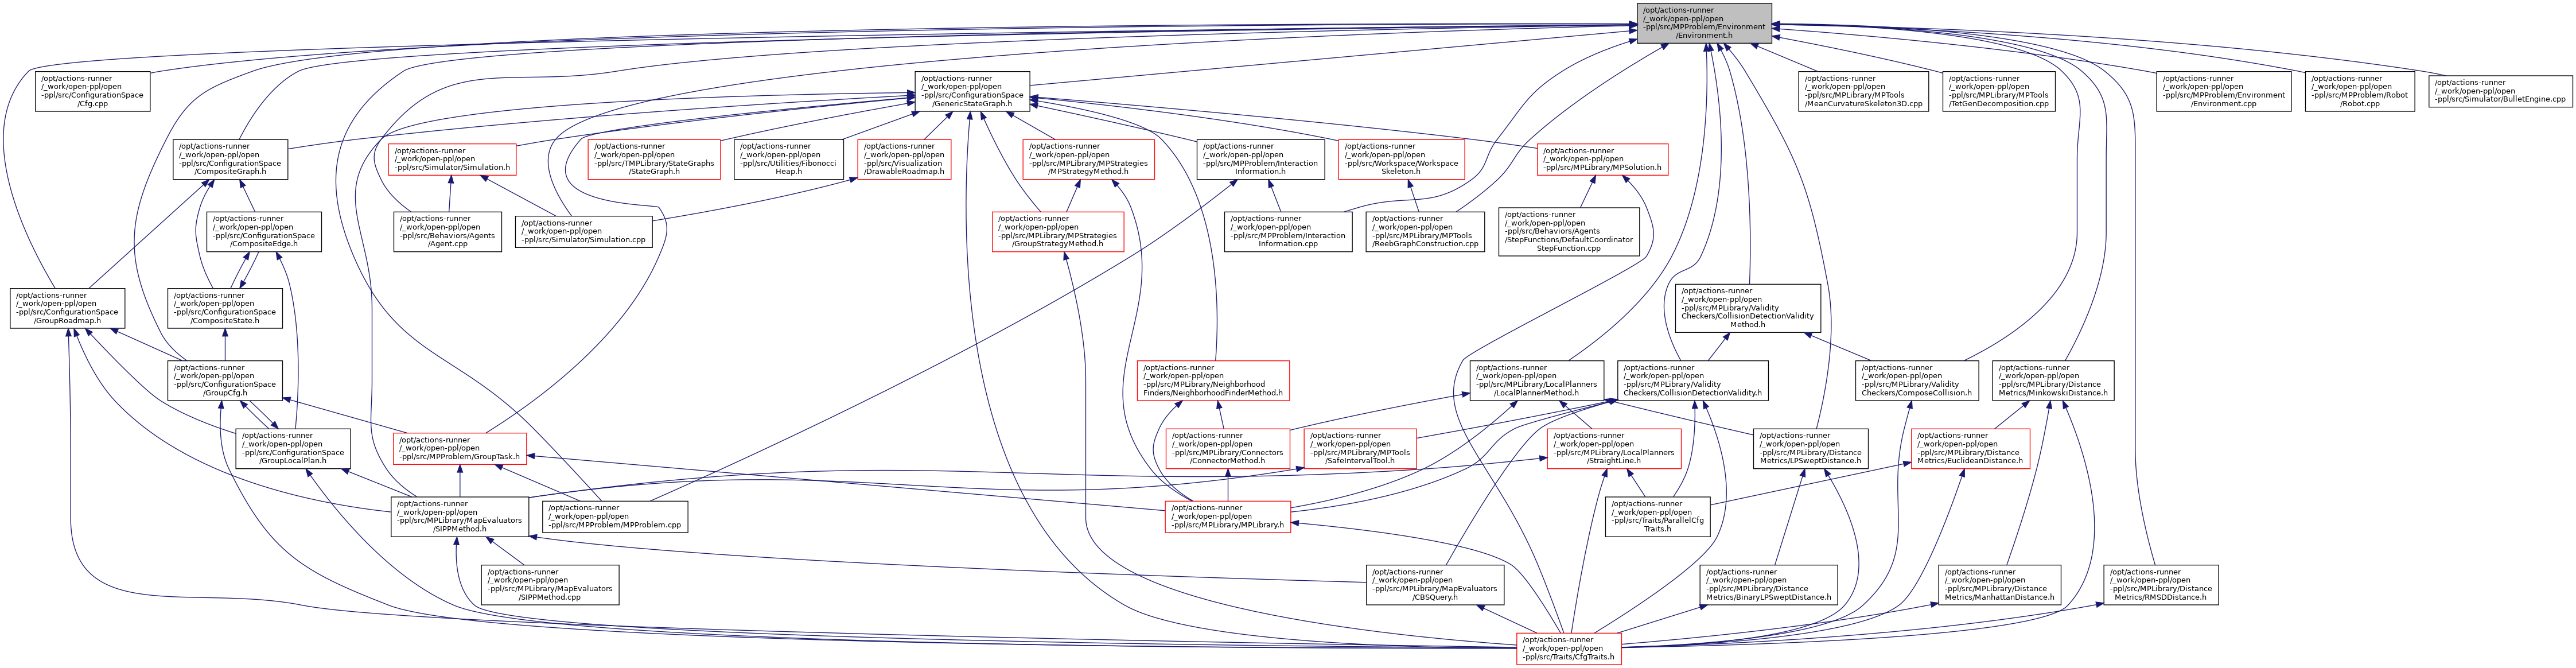 /opt/actions-runner
/_work/open-ppl/open
-ppl/src/MPProblem/Environment
/Environment.h
/opt/actions-runner
/_work/open-ppl/open
-ppl/src/ConfigurationSpace
/Cfg.cpp
/opt/actions-runner
/_work/open-ppl/open
-ppl/src/ConfigurationSpace
/GenericStateGraph.h
/opt/actions-runner
/_work/open-ppl/open
-ppl/src/MPLibrary/MPTools
/MeanCurvatureSkeleton3D.cpp
/opt/actions-runner
/_work/open-ppl/open
-ppl/src/MPLibrary/MPTools
/TetGenDecomposition.cpp
/opt/actions-runner
/_work/open-ppl/open
-ppl/src/MPProblem/Environment
/Environment.cpp
/opt/actions-runner
/_work/open-ppl/open
-ppl/src/MPProblem/Robot
/Robot.cpp
/opt/actions-runner
/_work/open-ppl/open
-ppl/src/Simulator/BulletEngine.cpp
/opt/actions-runner
/_work/open-ppl/open
-ppl/src/ConfigurationSpace
/CompositeGraph.h
/opt/actions-runner
/_work/open-ppl/open
-ppl/src/Simulator/Simulation.h
/opt/actions-runner
/_work/open-ppl/open
-ppl/src/TMPLibrary/StateGraphs
/StateGraph.h
/opt/actions-runner
/_work/open-ppl/open
-ppl/src/Utilities/Fibonocci
Heap.h
/opt/actions-runner
/_work/open-ppl/open
-ppl/src/Visualization
/DrawableRoadmap.h
/opt/actions-runner
/_work/open-ppl/open
-ppl/src/MPLibrary/MPStrategies
/MPStrategyMethod.h
/opt/actions-runner
/_work/open-ppl/open
-ppl/src/MPProblem/Interaction
Information.h
/opt/actions-runner
/_work/open-ppl/open
-ppl/src/Workspace/Workspace
Skeleton.h
/opt/actions-runner
/_work/open-ppl/open
-ppl/src/MPLibrary/MPSolution.h
/opt/actions-runner
/_work/open-ppl/open
-ppl/src/ConfigurationSpace
/CompositeEdge.h
/opt/actions-runner
/_work/open-ppl/open
-ppl/src/Behaviors/Agents
/Agent.cpp
/opt/actions-runner
/_work/open-ppl/open
-ppl/src/Simulator/Simulation.cpp
/opt/actions-runner
/_work/open-ppl/open
-ppl/src/MPLibrary/MPStrategies
/GroupStrategyMethod.h
/opt/actions-runner
/_work/open-ppl/open
-ppl/src/MPProblem/Interaction
Information.cpp
/opt/actions-runner
/_work/open-ppl/open
-ppl/src/MPLibrary/MPTools
/ReebGraphConstruction.cpp
/opt/actions-runner
/_work/open-ppl/open
-ppl/src/Behaviors/Agents
/StepFunctions/DefaultCoordinator
StepFunction.cpp
/opt/actions-runner
/_work/open-ppl/open
-ppl/src/ConfigurationSpace
/GroupRoadmap.h
/opt/actions-runner
/_work/open-ppl/open
-ppl/src/ConfigurationSpace
/CompositeState.h
/opt/actions-runner
/_work/open-ppl/open
-ppl/src/MPLibrary/Validity
Checkers/CollisionDetectionValidity
Method.h
/opt/actions-runner
/_work/open-ppl/open
-ppl/src/ConfigurationSpace
/GroupCfg.h
/opt/actions-runner
/_work/open-ppl/open
-ppl/src/MPLibrary/Neighborhood
Finders/NeighborhoodFinderMethod.h
/opt/actions-runner
/_work/open-ppl/open
-ppl/src/MPLibrary/LocalPlanners
/LocalPlannerMethod.h
/opt/actions-runner
/_work/open-ppl/open
-ppl/src/MPLibrary/Validity
Checkers/CollisionDetectionValidity.h
/opt/actions-runner
/_work/open-ppl/open
-ppl/src/MPLibrary/Validity
Checkers/ComposeCollision.h
/opt/actions-runner
/_work/open-ppl/open
-ppl/src/MPLibrary/Distance
Metrics/MinkowskiDistance.h
/opt/actions-runner
/_work/open-ppl/open
-ppl/src/ConfigurationSpace
/GroupLocalPlan.h
/opt/actions-runner
/_work/open-ppl/open
-ppl/src/MPProblem/GroupTask.h
/opt/actions-runner
/_work/open-ppl/open
-ppl/src/MPLibrary/Connectors
/ConnectorMethod.h
/opt/actions-runner
/_work/open-ppl/open
-ppl/src/MPLibrary/MPTools
/SafeIntervalTool.h
/opt/actions-runner
/_work/open-ppl/open
-ppl/src/MPLibrary/LocalPlanners
/StraightLine.h
/opt/actions-runner
/_work/open-ppl/open
-ppl/src/MPLibrary/Distance
Metrics/LPSweptDistance.h
/opt/actions-runner
/_work/open-ppl/open
-ppl/src/MPLibrary/Distance
Metrics/EuclideanDistance.h
/opt/actions-runner
/_work/open-ppl/open
-ppl/src/MPLibrary/MapEvaluators
/SIPPMethod.h
/opt/actions-runner
/_work/open-ppl/open
-ppl/src/MPProblem/MPProblem.cpp
/opt/actions-runner
/_work/open-ppl/open
-ppl/src/MPLibrary/MPLibrary.h
/opt/actions-runner
/_work/open-ppl/open
-ppl/src/Traits/ParallelCfg
Traits.h
/opt/actions-runner
/_work/open-ppl/open
-ppl/src/MPLibrary/MapEvaluators
/SIPPMethod.cpp
/opt/actions-runner
/_work/open-ppl/open
-ppl/src/MPLibrary/MapEvaluators
/CBSQuery.h
/opt/actions-runner
/_work/open-ppl/open
-ppl/src/MPLibrary/Distance
Metrics/BinaryLPSweptDistance.h
/opt/actions-runner
/_work/open-ppl/open
-ppl/src/MPLibrary/Distance
Metrics/ManhattanDistance.h
/opt/actions-runner
/_work/open-ppl/open
-ppl/src/MPLibrary/Distance
Metrics/RMSDDistance.h
/opt/actions-runner
/_work/open-ppl/open
-ppl/src/Traits/CfgTraits.h